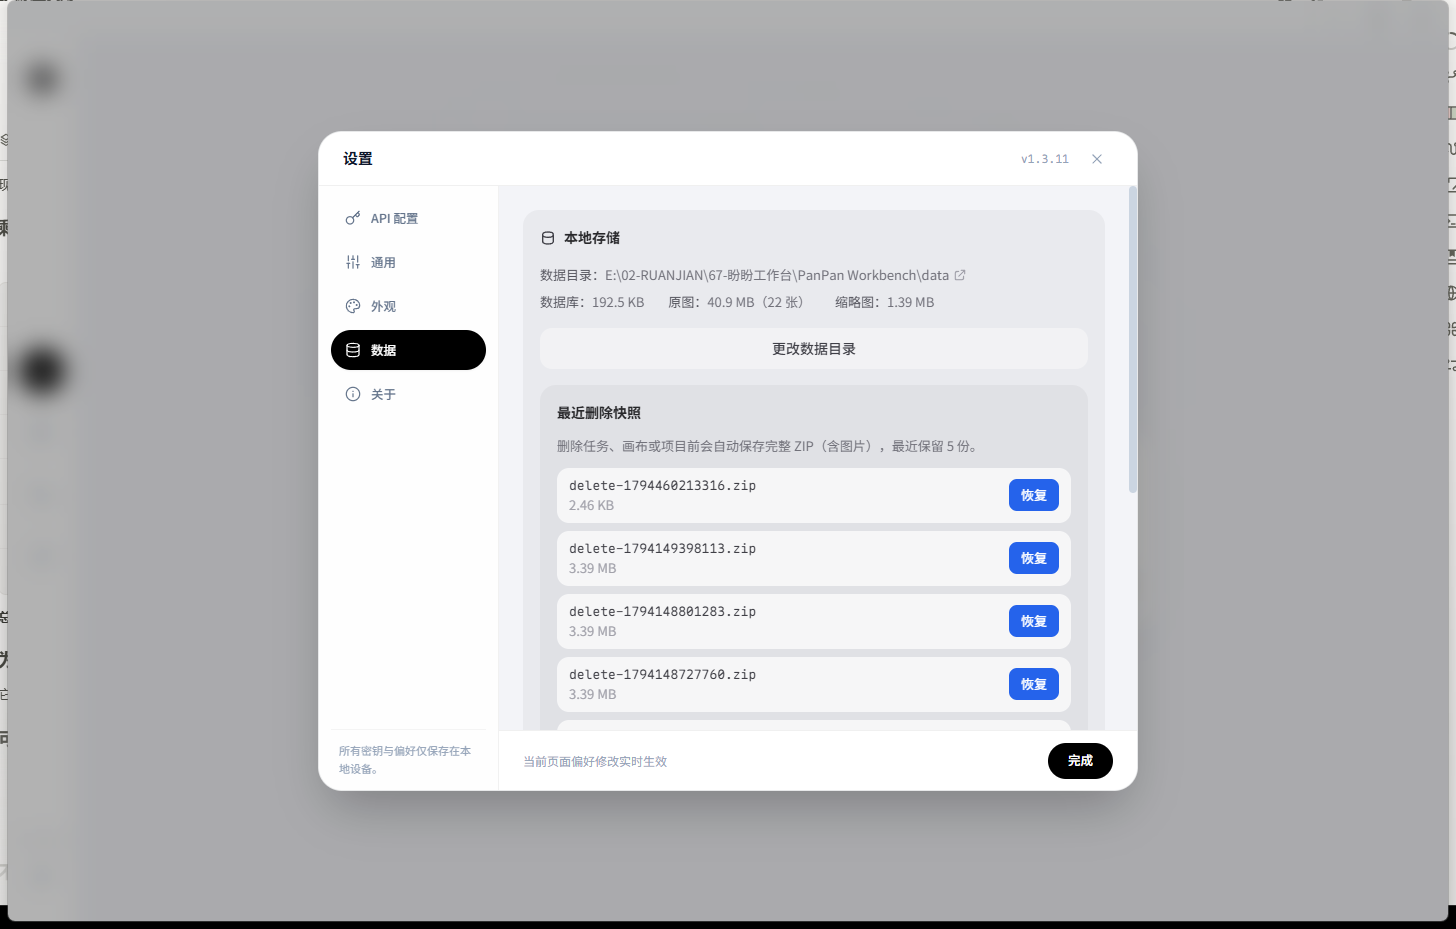 设置
v1.3.11
API 配置
通用
外观
数据
关于
所有密钥与偏好仅保存在本
地设备。
本地存储
数据目录：E:\02-RUANJIAN\67-盼盼工作台\PanPan Workbench\data
数据库：192.5 KB 原图：40.9 MB（22 张） 缩略图：1.39 MB
更改数据目录
最近删除快照
删除任务、画布或项目前会自动保存完整 ZIP（含图片），最近保留 5 份。
delete-1794460213316.zip
2.46 KB
恢复
delete-1794149398113.zip
3.39 MB
恢复
delete-1794148801283.zip
3.39 MB
恢复
delete-1794148727760.zip
3.39 MB
恢复
当前页面偏好修改实时生效
完成